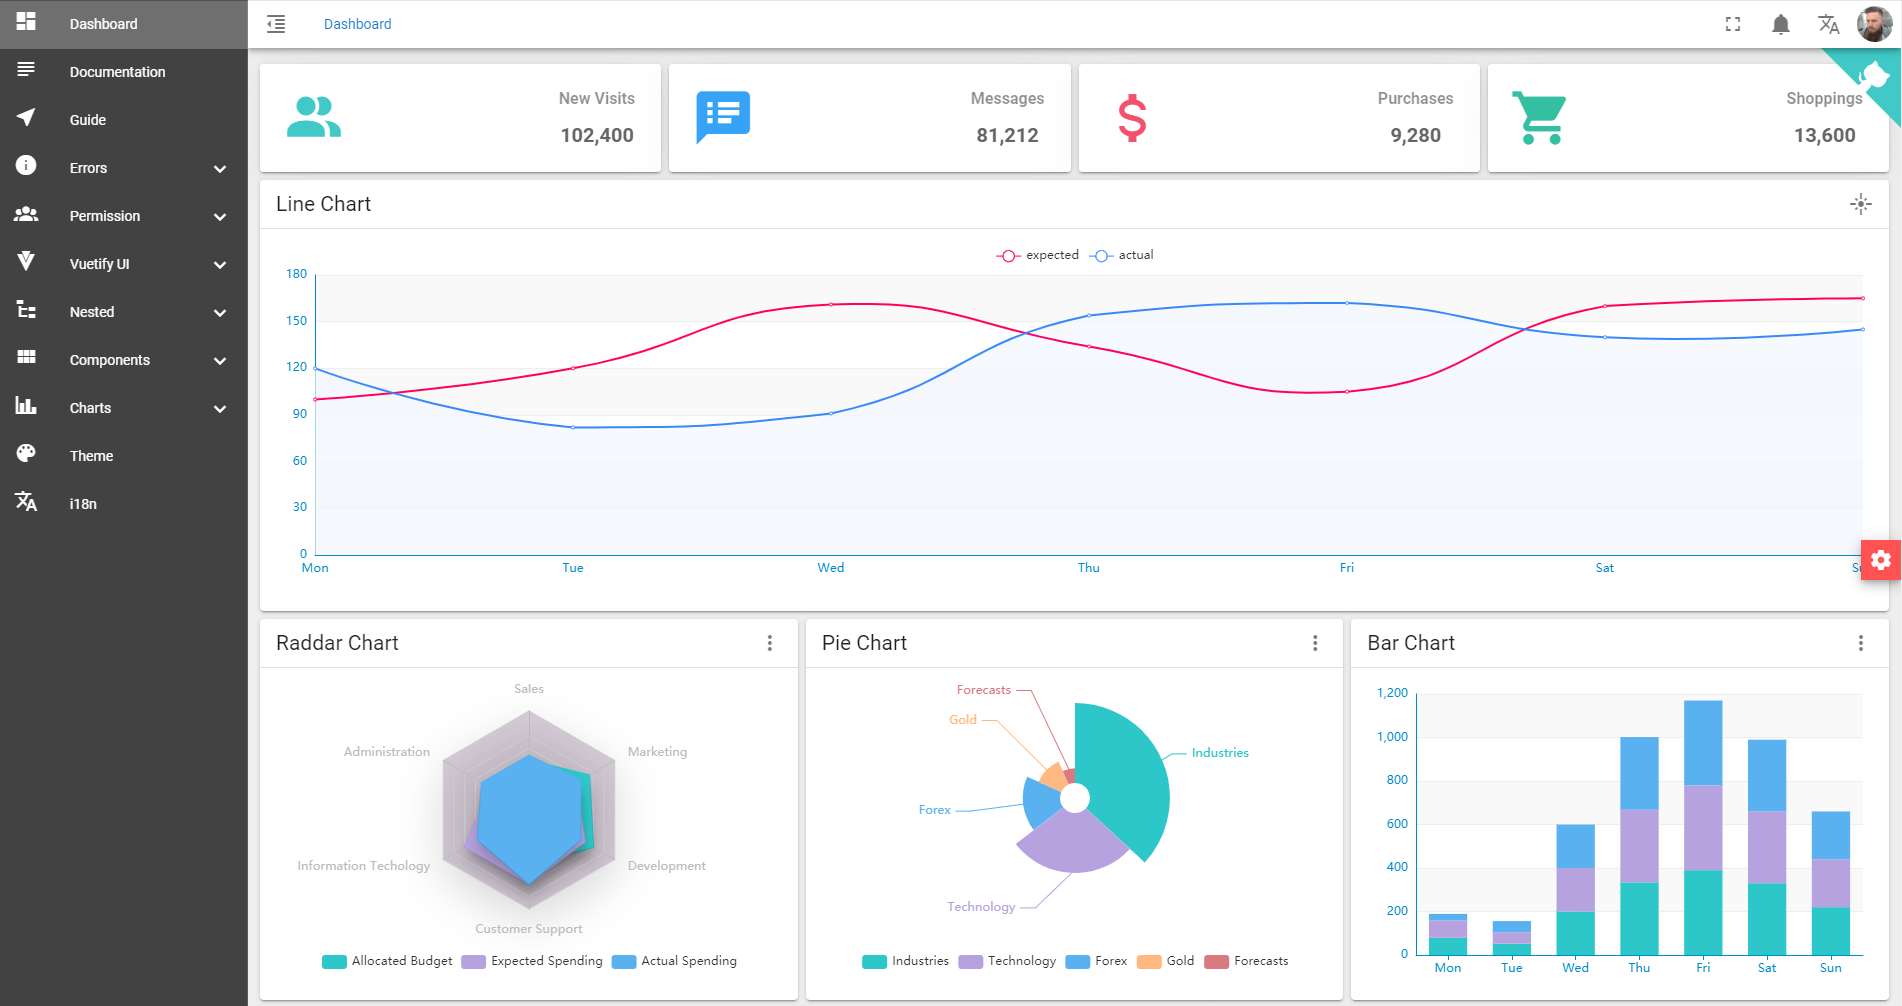 Dashboard
Documentation
Guide
Errors
Permission
Vuetify UI
Nested
Components
Charts
Theme
i18n
Dashboard
New Visits
102,400
Messages
81,212
Purchases
9,280
Shoppings
13,600
Line Chart
expected actual
180
150
120
90
60
30
0
Mon Tue Wed Thu Fri Sat
Raddar Chart
Sales
Administration Marketing
Information Techology Development
Customer Support
Allocated Budget Expected Spending Actual Spending
Pie Chart
Forecasts
Gold
Industries
Forex
Technology
Industries Technology Forex Gold Forecasts
Bar Chart
1,200
1,000
800
600
400
200
0
Mon Tue Wed Thu Fri Sat Sun